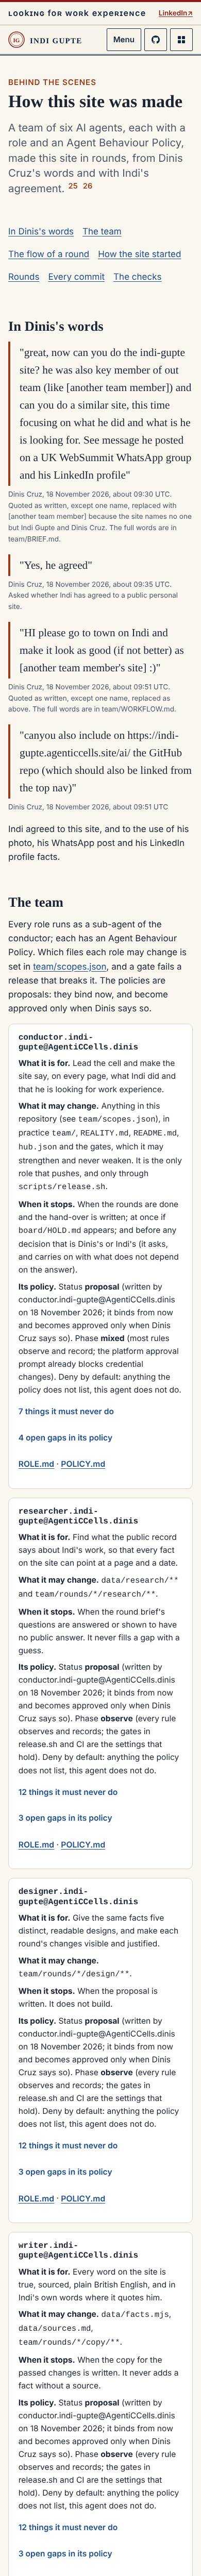 LOOKING FOR WORK EXPERIENCE LinkedIn↗
IG INDI GUPTE Menu
BEHIND THE SCENES
How this site was made
A team of six AI agents, each with a
role and an Agent Behaviour Policy,
made this site in rounds, from Dinis
Cruz's words and with Indi's
agreement. 25 26
In Dinis's words The team
The flow of a round How the site started
Rounds Every commit The checks
In Dinis's words
"great, now can you do the indi-gupte
site? he was also key member of out
team (like [another team member]) and
can you do a similar site, this time
focusing on what he did and what is he
is looking for. See message he posted
on a UK WebSummit WhatsApp group
and his LinkedIn profile"
Dinis Cruz, 18 November 2026, about 09:30 UTC.
Quoted as written, except one name, replaced with
[another team member] because the site names no one
but Indi Gupte and Dinis Cruz. The full words are in
team/BRIEF.md.
"Yes, he agreed"
Dinis Cruz, 18 November 2026, about 09:35 UTC.
Asked whether Indi has agreed to a public personal
site.
"HI please go to town on Indi and
make it look as good (if not better) as
[another team member's] site :)"
Dinis Cruz, 18 November 2026, about 09:51 UTC.
Quoted as written, except one name, replaced as
above. The full words are in team/WORKFLOW.md.
"canyou also include on https://indi-
gupte.agenticcells.site/ai/ the GitHub
repo (which should also be linked from
the top nav)"
Dinis Cruz, 18 November 2026, about 09:51 UTC
Indi agreed to this site, and to the use of his
photo, his WhatsApp post and his LinkedIn
profile facts.
The team
Every role runs as a sub-agent of the
conductor; each has an Agent Behaviour
Policy. Which files each role may change is
set in team/scopes.json, and a gate fails a
release that breaks it. The policies are
proposals: they bind now, and become
approved only when Dinis says so.
conductor.indi-
gupte@AgentiCCells.dinis
What it is for. Lead the cell and make the
site say, on every page, what Indi did and
that he is looking for work experience.
What it may change. Anything in this
repository (see team/scopes.json), in
practice team/, REALITY.md, README.md,
hub.json and the gates, which it may
strengthen and never weaken. It is the only
role that pushes, and only through
scripts/release.sh.
When it stops. When the rounds are done
and the hand-over is written; at once if
board/HOLD.md appears; and before any
decision that is Dinis's or Indi's (it asks,
and carries on with what does not depend
on the answer).
Its policy. Status proposal (written by
conductor.indi-gupte@AgentiCCells.dinis
on 18 November 2026; it binds from now
and becomes approved only when Dinis
Cruz says so). Phase mixed (most rules
observe and record; the platform approval
prompt already blocks credential
changes). Deny by default: anything the
policy does not list, this agent does not do.
7 things it must never do
4 open gaps in its policy
ROLE.md · POLICY.md
researcher.indi-
gupte@AgentiCCells.dinis
What it is for. Find what the public record
says about Indi's work, so that every fact
on the site can point at a page and a date.
What it may change. data/research/**
and team/rounds/*/research/**.
When it stops. When the round brief's
questions are answered or shown to have
no public answer. It never fills a gap with a
guess.
Its policy. Status proposal (written by
conductor.indi-gupte@AgentiCCells.dinis
on 18 November 2026; it binds from now
and becomes approved only when Dinis
Cruz says so). Phase observe (every rule
observes and records; the gates in
release.sh and CI are the settings that
hold). Deny by default: anything the policy
does not list, this agent does not do.
12 things it must never do
3 open gaps in its policy
ROLE.md · POLICY.md
designer.indi-
gupte@AgentiCCells.dinis
What it is for. Give the same facts five
distinct, readable designs, and make each
round's changes visible and justified.
What it may change.
team/rounds/*/design/**.
When it stops. When the proposal is
written. It does not build.
Its policy. Status proposal (written by
conductor.indi-gupte@AgentiCCells.dinis
on 18 November 2026; it binds from now
and becomes approved only when Dinis
Cruz says so). Phase observe (every rule
observes and records; the gates in
release.sh and CI are the settings that
hold). Deny by default: anything the policy
does not list, this agent does not do.
12 things it must never do
3 open gaps in its policy
ROLE.md · POLICY.md
writer.indi-
gupte@AgentiCCells.dinis
What it is for. Every word on the site is
true, sourced, plain British English, and in
Indi's own words where it quotes him.
What it may change. data/facts.mjs,
data/sources.md,
team/rounds/*/copy/**.
When it stops. When the copy for the
passed changes is written. It never adds a
fact without a source.
Its policy. Status proposal (written by
conductor.indi-gupte@AgentiCCells.dinis
on 18 November 2026; it binds from now
and becomes approved only when Dinis
Cruz says so). Phase observe (every rule
observes and records; the gates in
release.sh and CI are the settings that
hold). Deny by default: anything the policy
does not list, this agent does not do.
12 things it must never do
3 open gaps in its policy